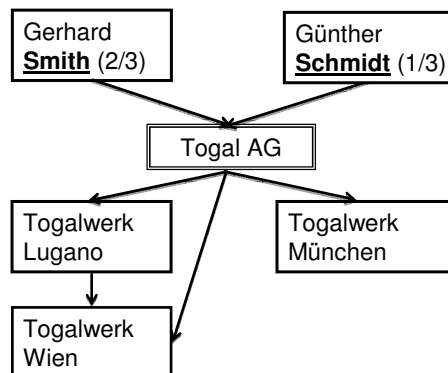 Gerhard
Smith (2/3)
Günther
Schmidt (1/3)
Togal AG
Togalwerk
Lugano
Togalwerk
München
Togalwerk
Wien